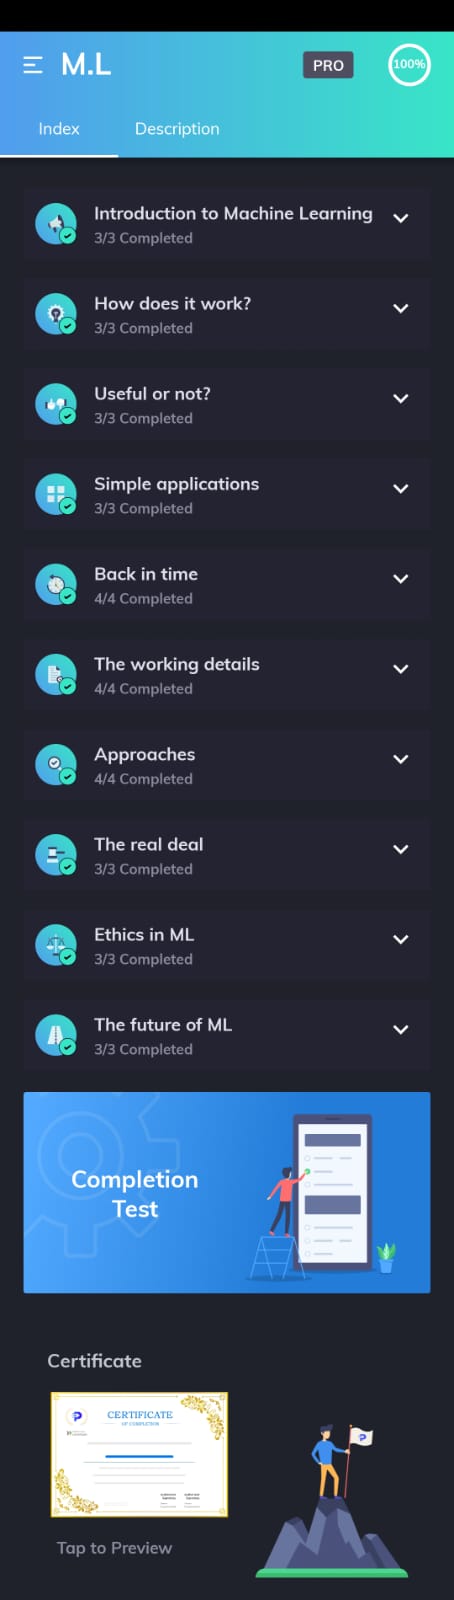 M.L
PRO
100%
Index
Description
Introduction to Machine Learning
3/3 Completed
How does it work?
3/3 Completed
Useful or not?
3/3 Completed
Simple applications
3/3 Completed
Back in time
4/4 Completed
The working details
4/4 Completed
Approaches
4/4 Completed
The real deal
3/3 Completed
Ethics in ML
3/3 Completed
The future of ML
3/3 Completed
Completion
Test
Certificate
CERTIFICATE
OF COMPLETION
Tap to Preview